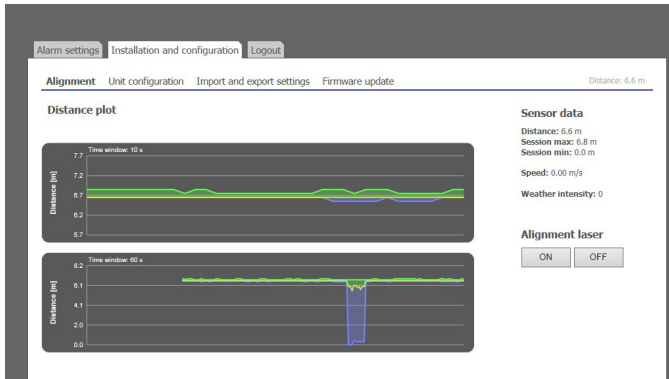 Alarm settings Installation and configuration Logout
Alignment Unit configuration Import and export settings Firmware update Distance: 6.6 m
Distance plot
Time window: 10 s
Distance [m]
7.7
7.2
6.7
6.2
5.7
Time window: 60 s
Distance [m]
8.2
6.1
4.1
2.0
0.0
Sensor data
Distance: 6.6 m
Session max: 6.8 m
Session min: 0.0 m
Speed: 0.00 m/s
Weather intensity: 0
Alignment laser
ON OFF